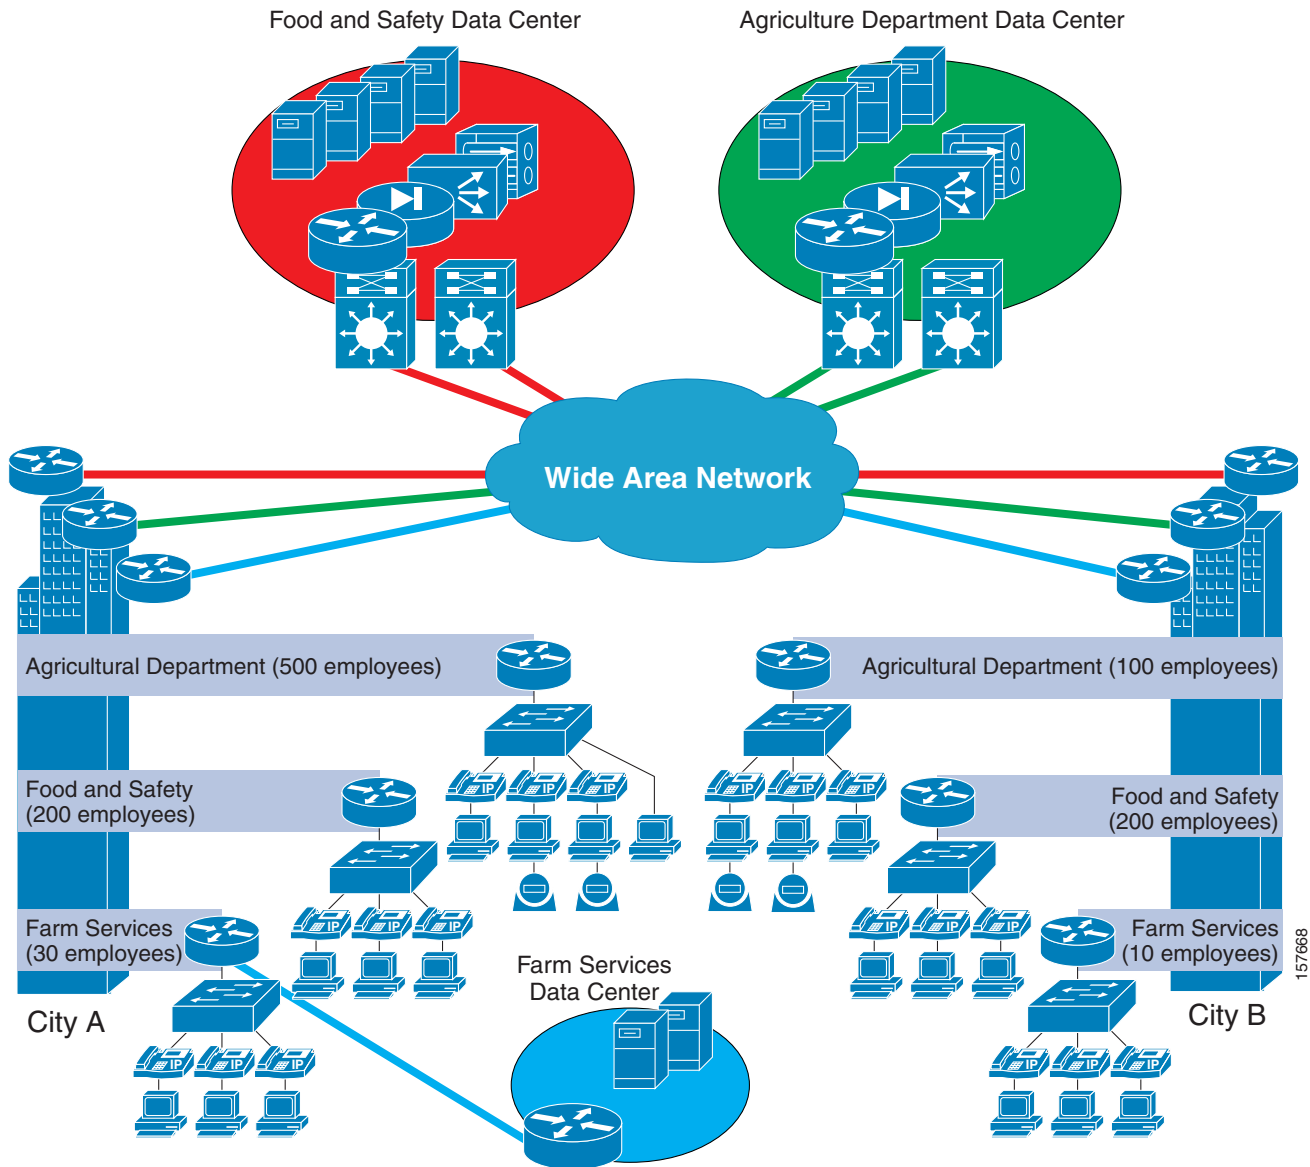 Food and Safety Data Center
Agriculture Department Data Center
Wide Area Network
Agricultural Department (500 employees)
Agricultural Department (100 employees)
IP
IP
IP
IP
IP
IP
Food and Safety
(200 employees)
Food and Safety
(200 employees)
IP
IP
IP
IP
IP
IP
Farm Services
(30 employees)
Farm Services
(10 employees)
157668
Farm Services
Data Center
City A
City B
IP
IP
IP
IP
IP
IP